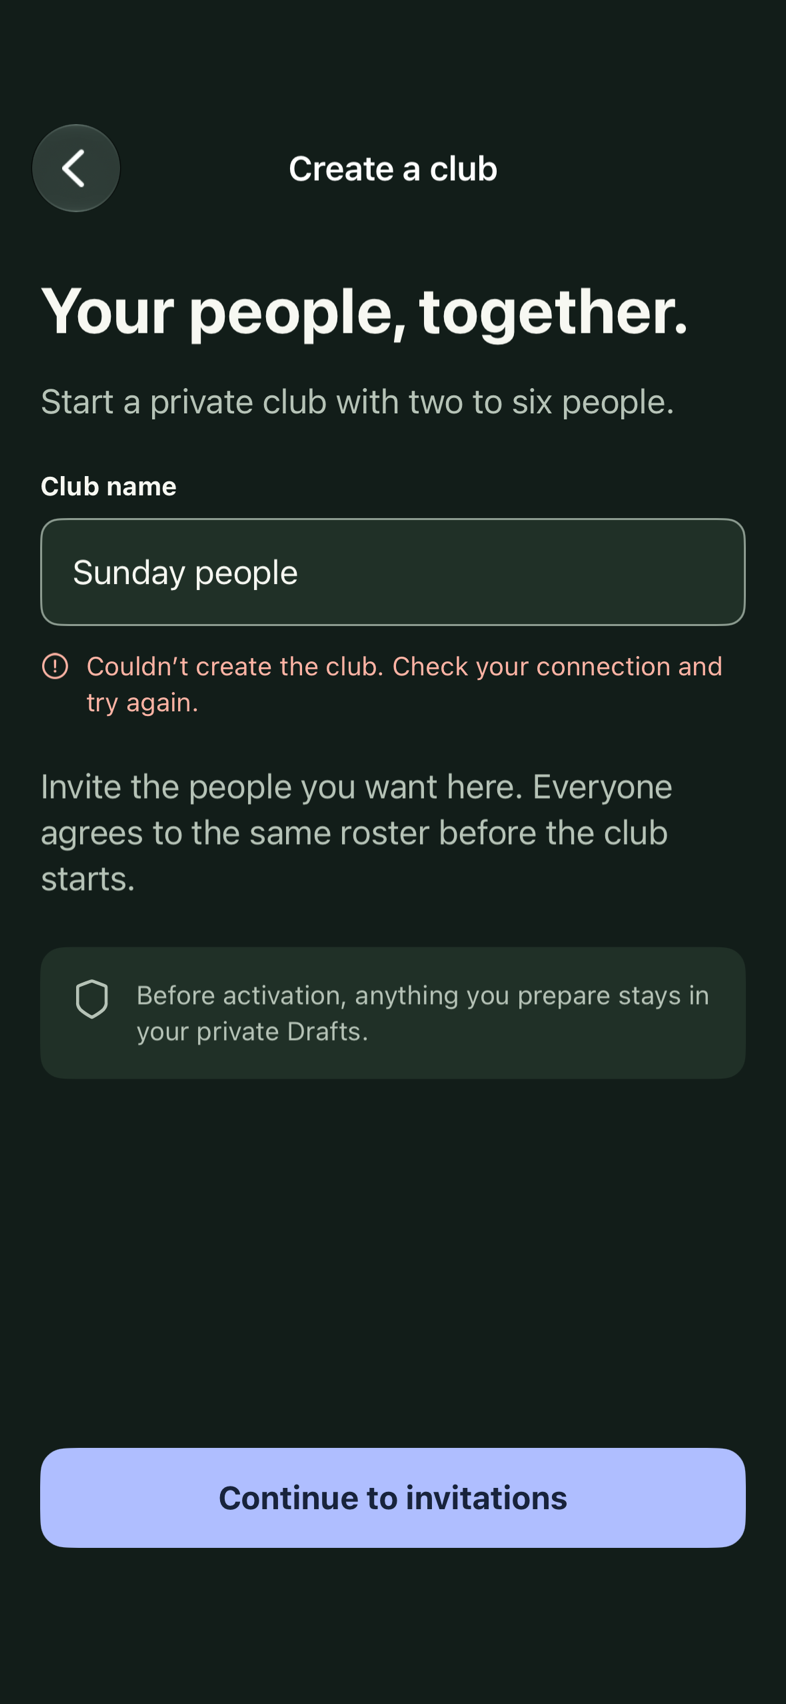 Create a club
Your people, together.
Start a private club with two to six people.
Club name
Sunday people
Couldn’t create the club. Check your connection and
try again.
Invite the people you want here. Everyone
agrees to the same roster before the club
starts.
Before activation, anything you prepare stays in
your private Drafts.
Continue to invitations